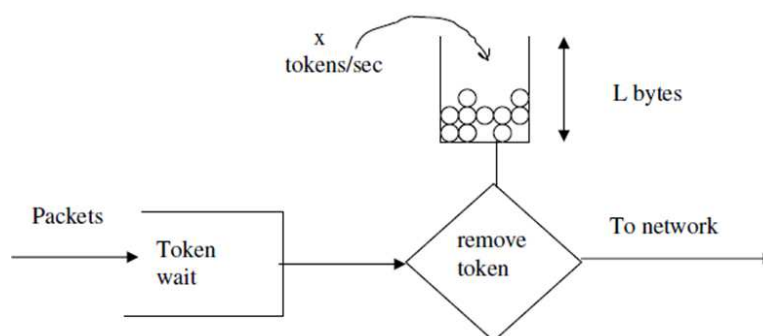 x
tokens/sec
L bytes
Packets
Token
wait
remove
token
To network